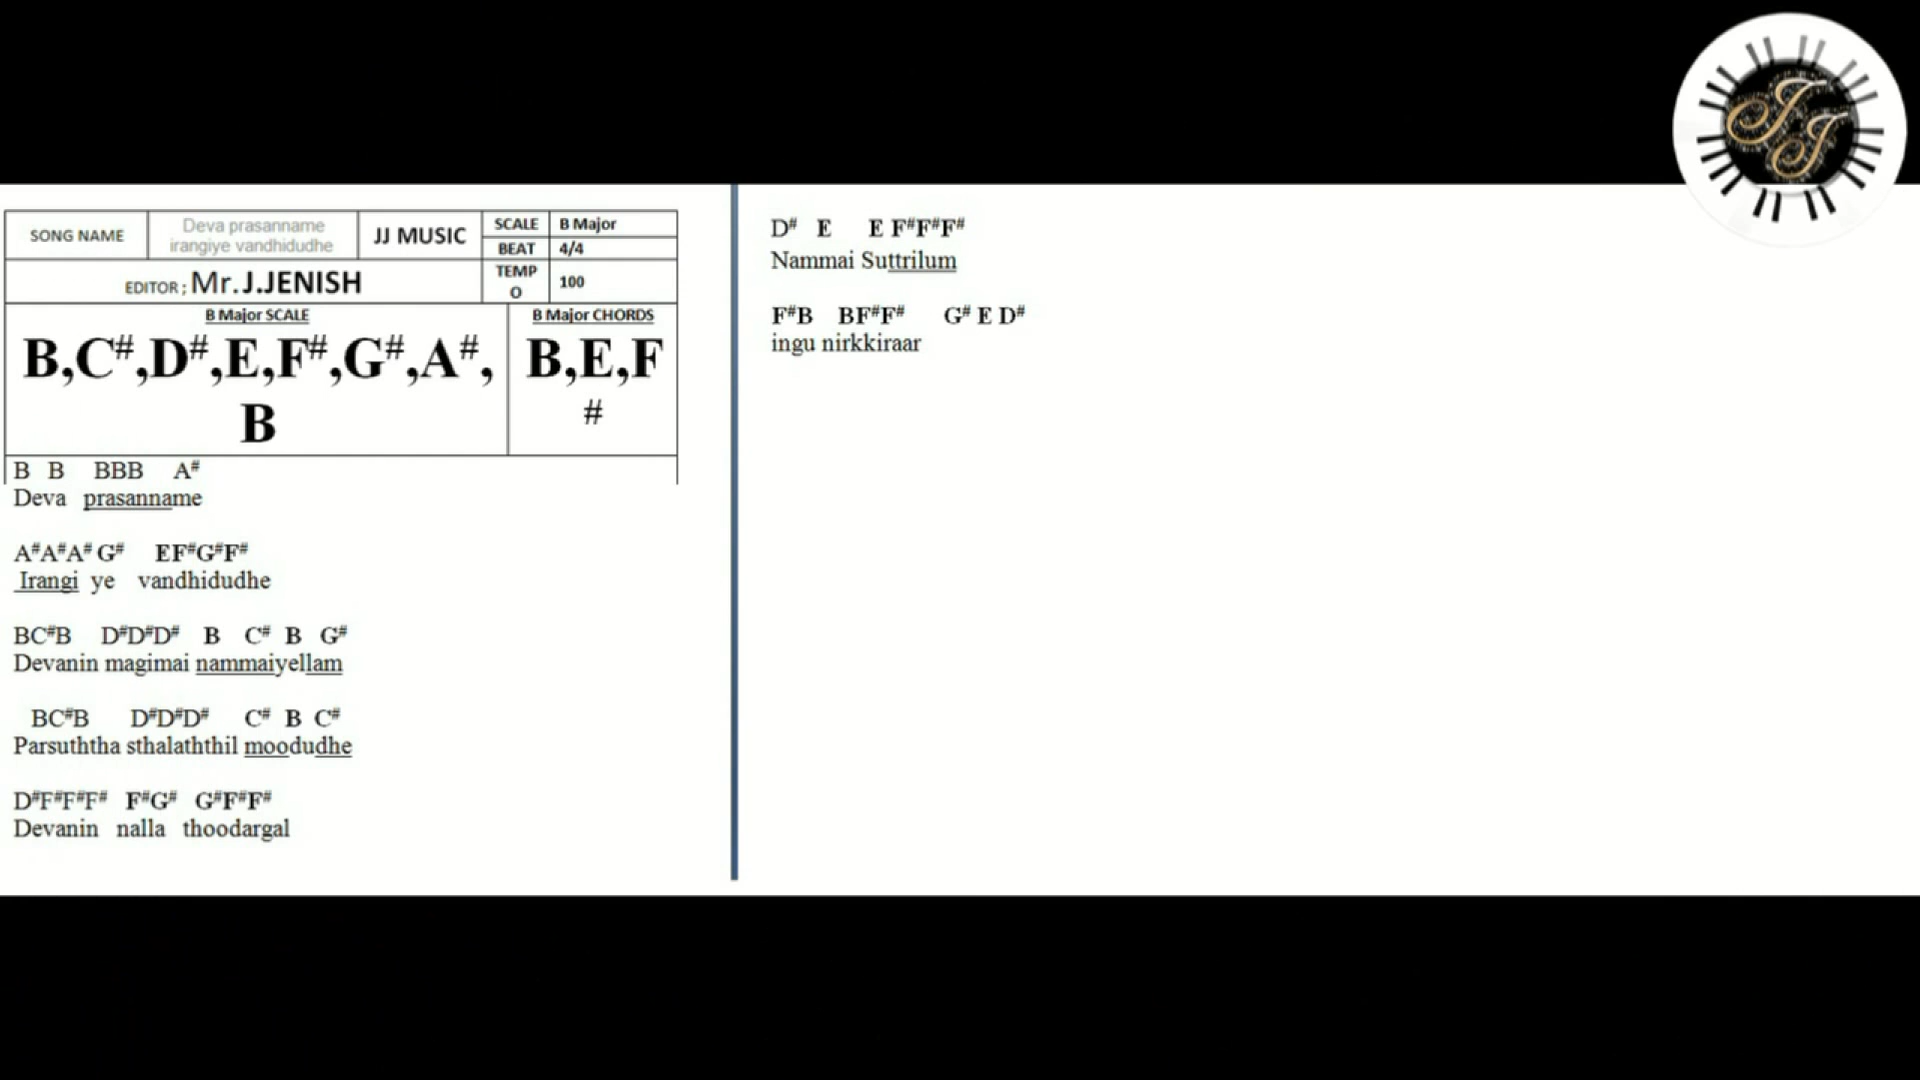 SONG NAME
Deva prasanname
irangiye vandhidudhe
JJ MUSIC
SCALE
B Major
BEAT
4/4
EDITOR ; Mr.J.JENISH
TEMP
O
100
B Major SCALE
B,C#,D#,E,F#,G#,A#,
B
B Major CHORDS
B,E,F
#
B B BBB A#
Deva prasanname
A#A#A# G# EF#G#F#
Irangi ye vandhidudhe
BC#B D#D#D# B C# B G#
Devanin magimai nammaiyellam
BC#B D#D#D# C# B C#
Parsuththa sthalaththil moodudhe
D#F#F#F# F#G# G#F#F#
Devanin nalla thoodargal
D# E E F#F#F#
Nammai Suttrilum
F#B BF#F# G# E D#
ingu nirkkiraar
JJ